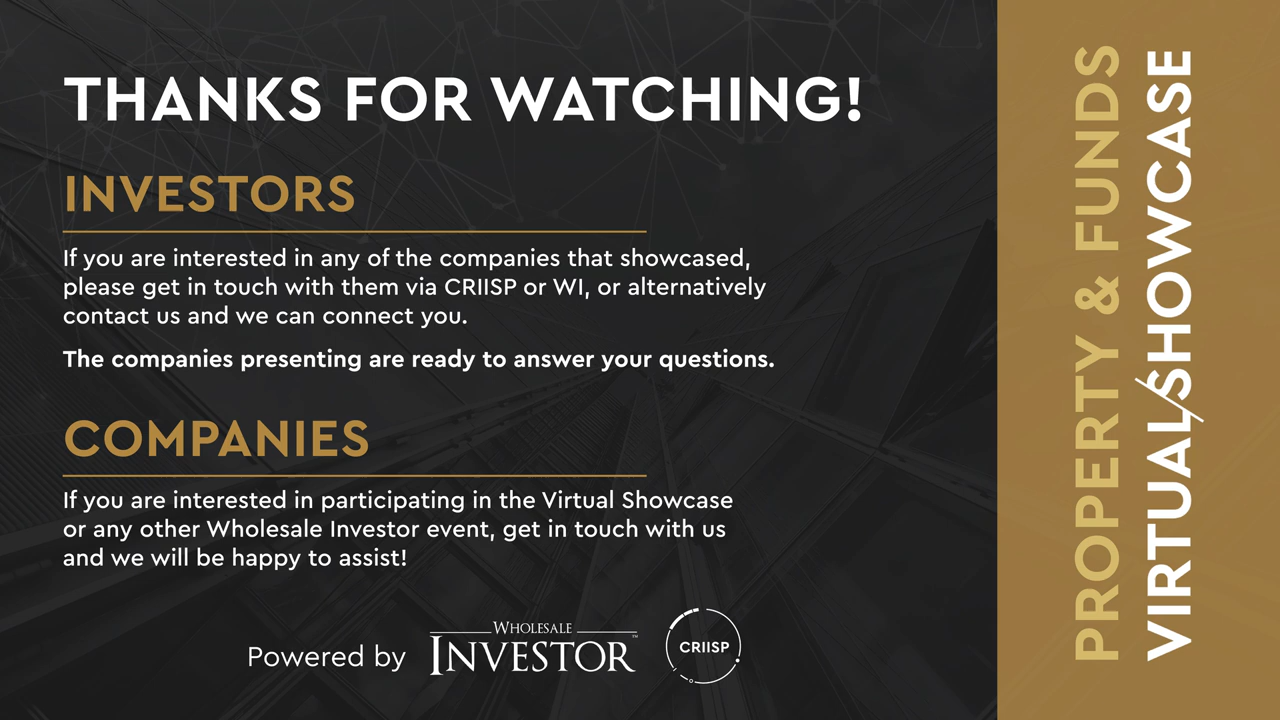 THANKS FOR WATCHING!
INVESTORS
If you are interested in any of the companies that showcased,
please get in touch with them via CRIISP or WI, or alternatively
contact us and we can connect you.
The companies presenting are ready to answer your questions.
COMPANIES
If you are interested in participating in the Virtual Showcase
or any other Wholesale Investor event, get in touch with us
and we will be happy to assist!
Powered by
WHOLESALE
INVESTOR™
CRIISP
PROPERTY & FUNDS
VIRTUAL/SHOWCASE